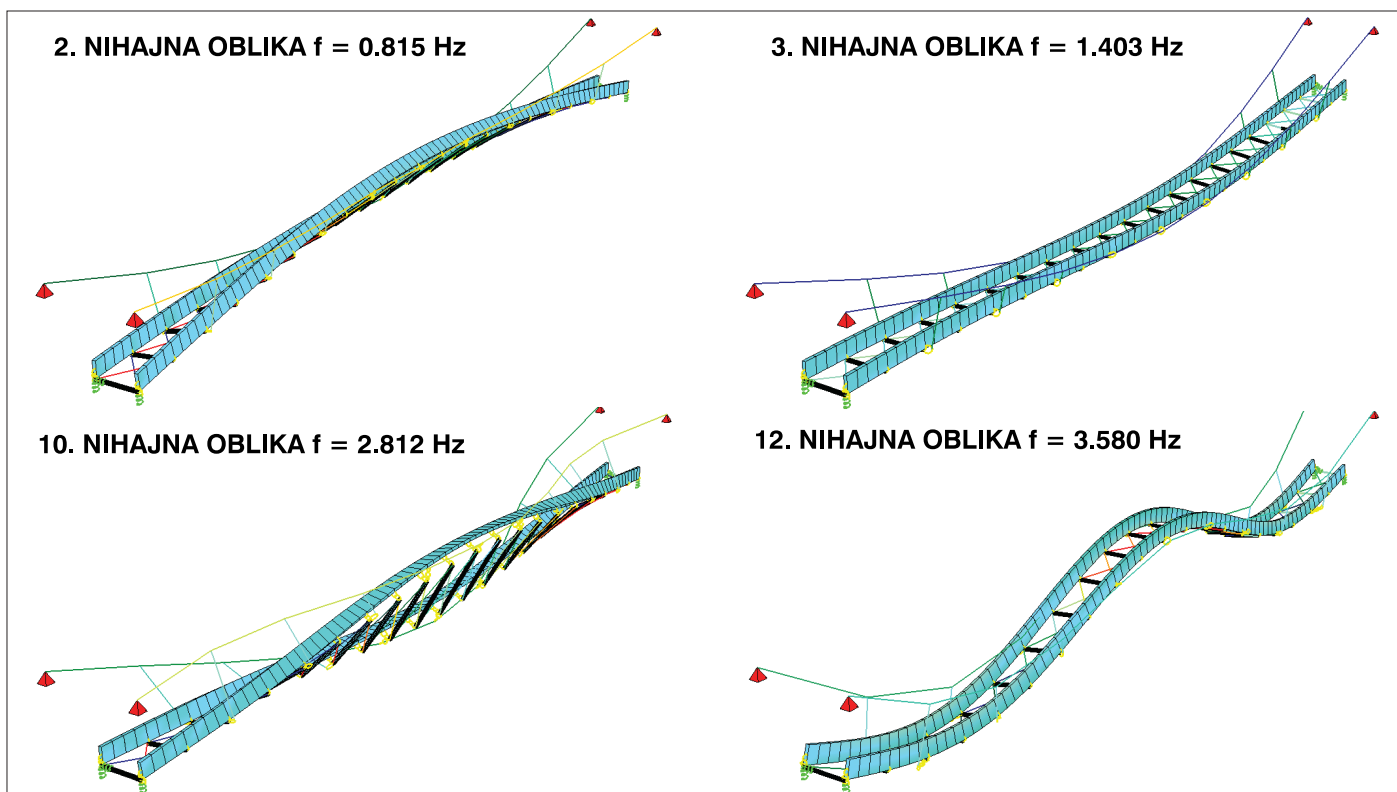 2. NIHAJNA OBLIKA f = 0.815 Hz
3. NIHAJNA OBLIKA f = 1.403 Hz
10. NIHAJNA OBLIKA f = 2.812 Hz
12. NIHAJNA OBLIKA f = 3.580 Hz